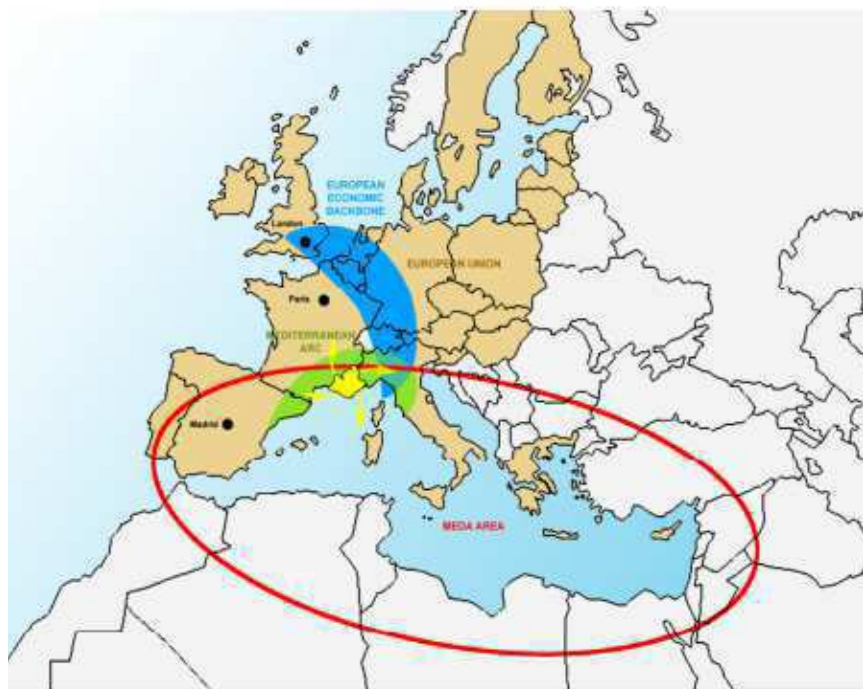 EUROPEAN
ECONOMIC
BACKBONE
London
EUROPEAN UNION
Paris
MEDITERRANEAN
ARC
Madrid
MEDA AREA